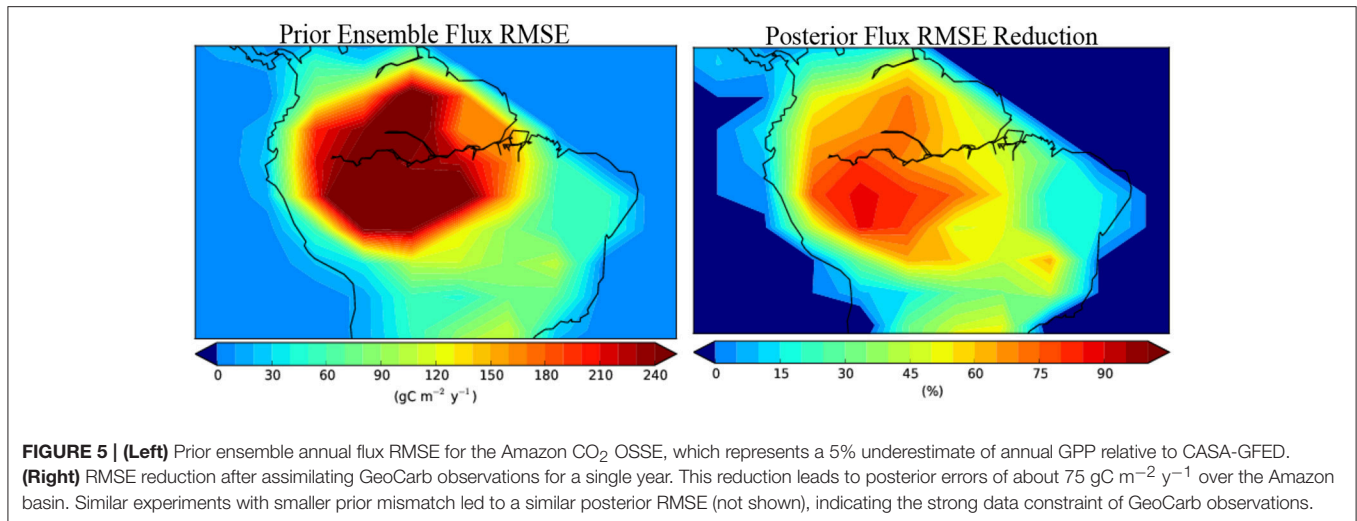 Prior Ensemble Flux RMSE
Posterior Flux RMSE Reduction
0 30 60 90 120 150 180 210 240
(gC m⁻² y⁻¹)
0 15 30 45 60 75 90
(%)
FIGURE 5 | (Left) Prior ensemble annual flux RMSE for the Amazon CO₂ OSSE, which represents a 5% underestimate of annual GPP relative to CASA-GFED.
(Right) RMSE reduction after assimilating GeoCarb observations for a single year. This reduction leads to posterior errors of about 75 gC m⁻² y⁻¹ over the Amazon
basin. Similar experiments with smaller prior mismatch led to a similar posterior RMSE (not shown), indicating the strong data constraint of GeoCarb observations.